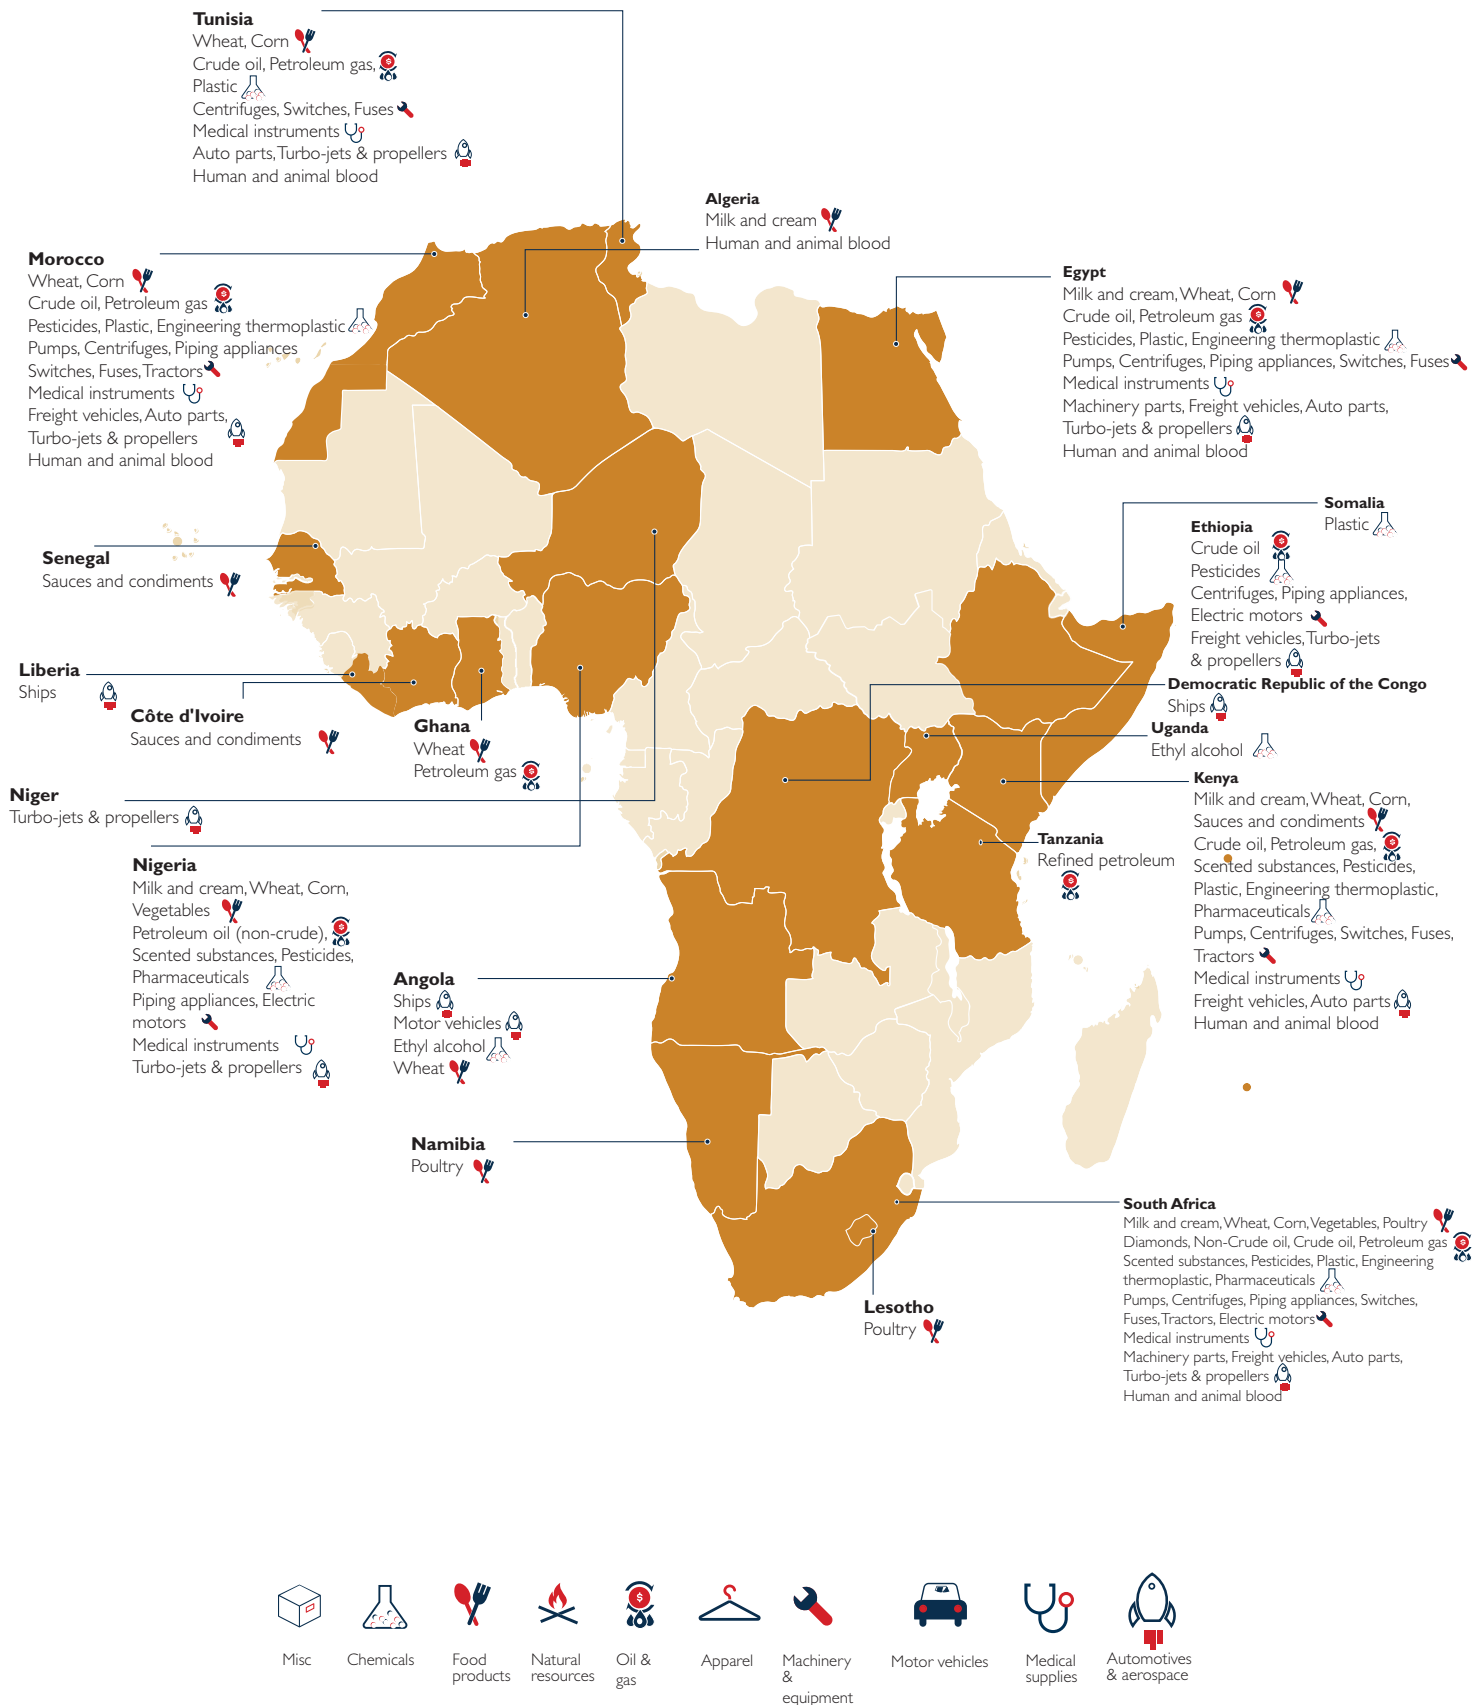 Tunisia
Wheat, Corn
Crude oil, Petroleum gas,
Plastic
Centrifuges, Switches, Fuses
Medical instruments
Auto parts, Turbo-jets & propellers
Human and animal blood
Algeria
Milk and cream
Human and animal blood
Morocco
Wheat, Corn
Crude oil, Petroleum gas
Pesticides, Plastic, Engineering thermoplastic
Pumps, Centrifuges, Piping appliances
Switches, Fuses, Tractors
Medical instruments
Freight vehicles, Auto parts,
Turbo-jets & propellers
Human and animal blood
Egypt
Milk and cream, Wheat, Corn
Crude oil, Petroleum gas
Pesticides, Plastic, Engineering thermoplastic
Pumps, Centrifuges, Piping appliances, Switches, Fuses
Medical instruments
Machinery parts, Freight vehicles, Auto parts,
Turbo-jets & propellers
Human and animal blood
Somalia
Plastic
Ethiopia
Crude oil
Pesticides
Centrifuges, Piping appliances,
Electric motors
Freight vehicles, Turbo-jets
& propellers
Senegal
Sauces and condiments
Liberia
Ships
Côte d'Ivoire
Sauces and condiments
Ghana
Wheat
Petroleum gas
Democratic Republic of the Congo
Ships
Uganda
Ethyl alcohol
Niger
Turbo-jets & propellers
Kenya
Milk and cream, Wheat, Corn,
Sauces and condiments
Crude oil, Petroleum gas,
Scented substances, Pesticides,
Plastic, Engineering thermoplastic,
Pharmaceuticals
Pumps, Centrifuges, Switches, Fuses,
Tractors
Medical instruments
Freight vehicles, Auto parts
Human and animal blood
Tanzania
Refined petroleum
Nigeria
Milk and cream, Wheat, Corn,
Vegetables
Petroleum oil (non-crude),
Scented substances, Pesticides,
Pharmaceuticals
Piping appliances, Electric
motors
Medical instruments
Turbo-jets & propellers
Angola
Ships
Motor vehicles
Ethyl alcohol
Wheat
Namibia
Poultry
South Africa
Milk and cream, Wheat, Corn, Vegetables, Poultry
Diamonds, Non-Crude oil, Crude oil, Petroleum gas
Scented substances, Pesticides, Plastic, Engineering
thermoplastic, Pharmaceuticals
Pumps, Centrifuges, Piping appliances, Switches,
Fuses, Tractors, Electric motors
Medical instruments
Machinery parts, Freight vehicles, Auto parts,
Turbo-jets & propellers
Human and animal blood
Lesotho
Poultry
Misc
Chemicals
Food
products
Natural
resources
Oil &
gas
Apparel
Machinery
&
equipment
Motor vehicles
Medical
supplies
Automotives
& aerospace